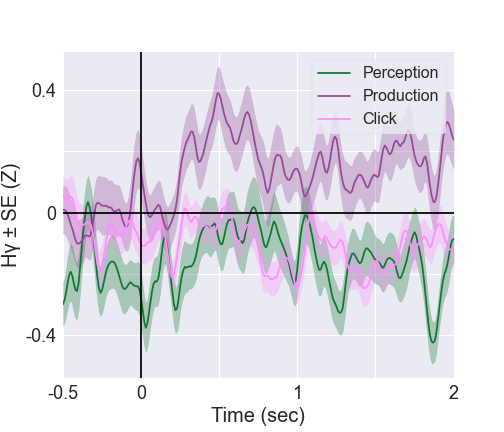 Perception
Production
Click
0.4
0
-0.4
Hγ ± SE (Z)
-0.5
0
1
2
Time (sec)